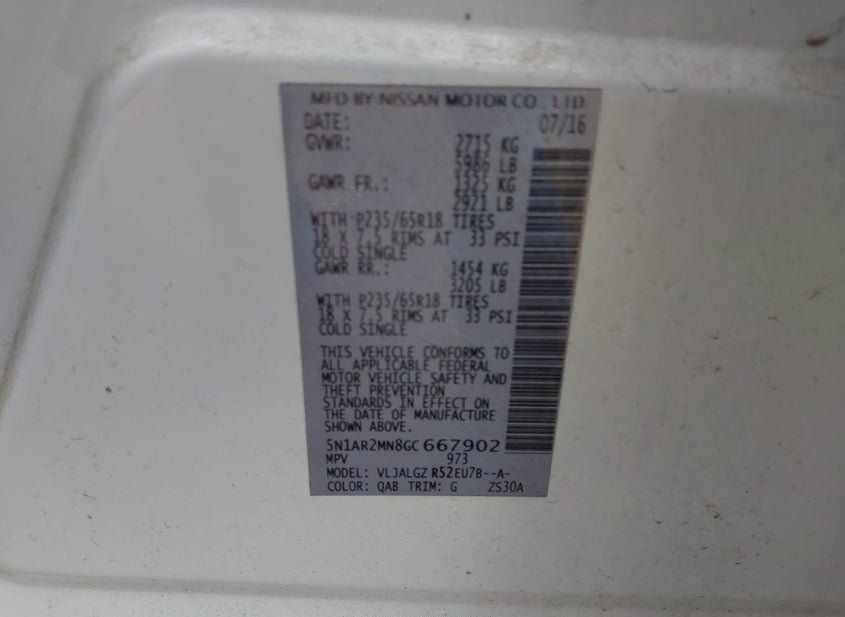 MFD BY NISSAN MOTOR CO., LTD.
DATE: 07/16
GVWR: 2715 KG
5986 LB
GAWR FR.: 1325 KG
2921 LB
WITH P235/65R18 TIRES
18 X 7.5 RIMS AT 33 PSI
COLD SINGLE
GAWR RR.: 1454 KG
3205 LB
WITH P235/65R18 TIRES
18 X 7.5 RIMS AT 33 PSI
COLD SINGLE
THIS VEHICLE CONFORMS TO
ALL APPLICABLE FEDERAL
MOTOR VEHICLE SAFETY AND
THEFT PREVENTION
STANDARDS IN EFFECT ON
THE DATE OF MANUFACTURE
SHOWN ABOVE.
5N1AR2MN8GC667902
MPV 973
MODEL: VLJALGZ R52EU7B--A-
COLOR: QAB TRIM: G ZS30A